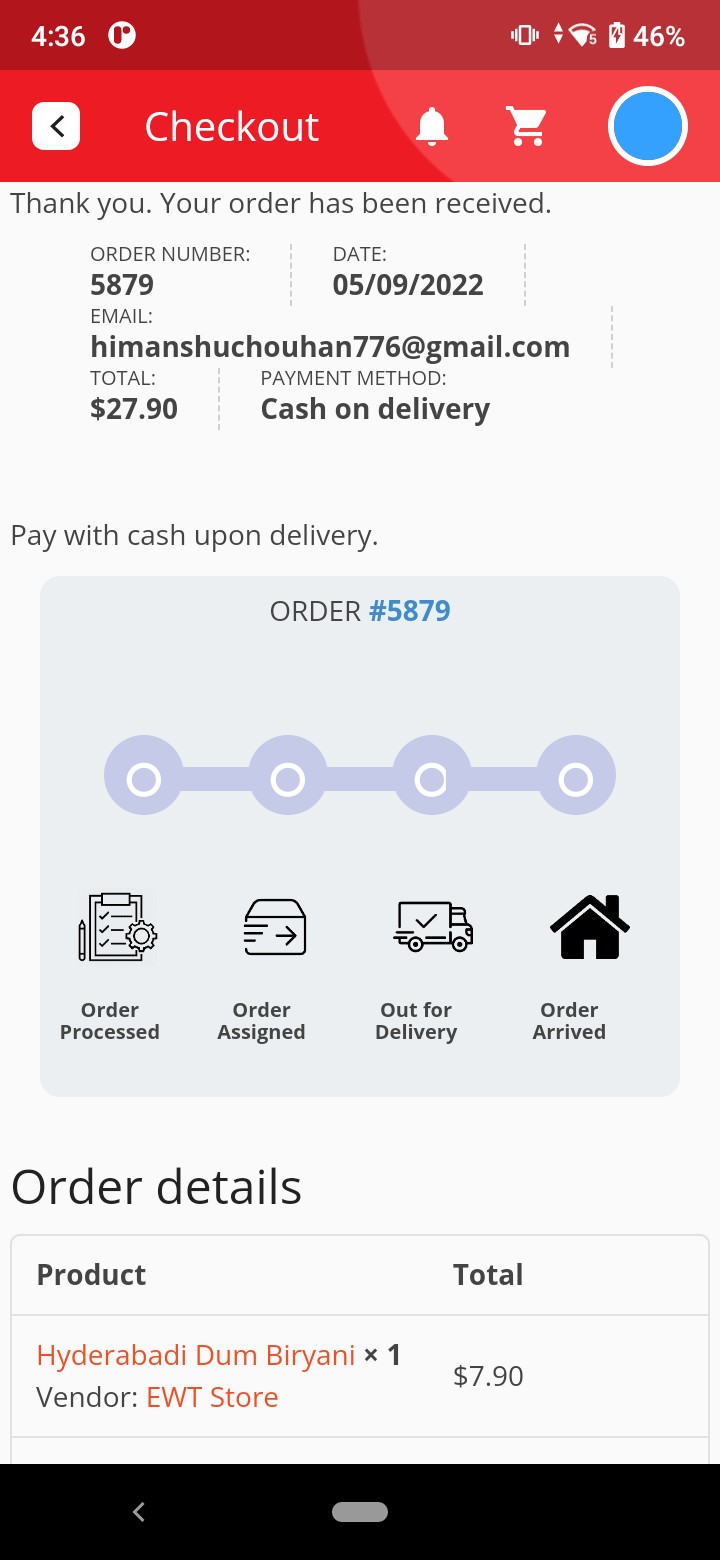 4:36
5
46%
Checkout
Thank you. Your order has been received.
ORDER NUMBER:
5879
DATE:
05/09/2022
EMAIL:
himanshuchouhan776@gmail.com
TOTAL:
$27.90
PAYMENT METHOD:
Cash on delivery
Pay with cash upon delivery.
ORDER #5879
Order
Processed
Order
Assigned
Out for
Delivery
Order
Arrived
Order details
Product
Total
Hyderabadi Dum Biryani × 1
Vendor: EWT Store
$7.90